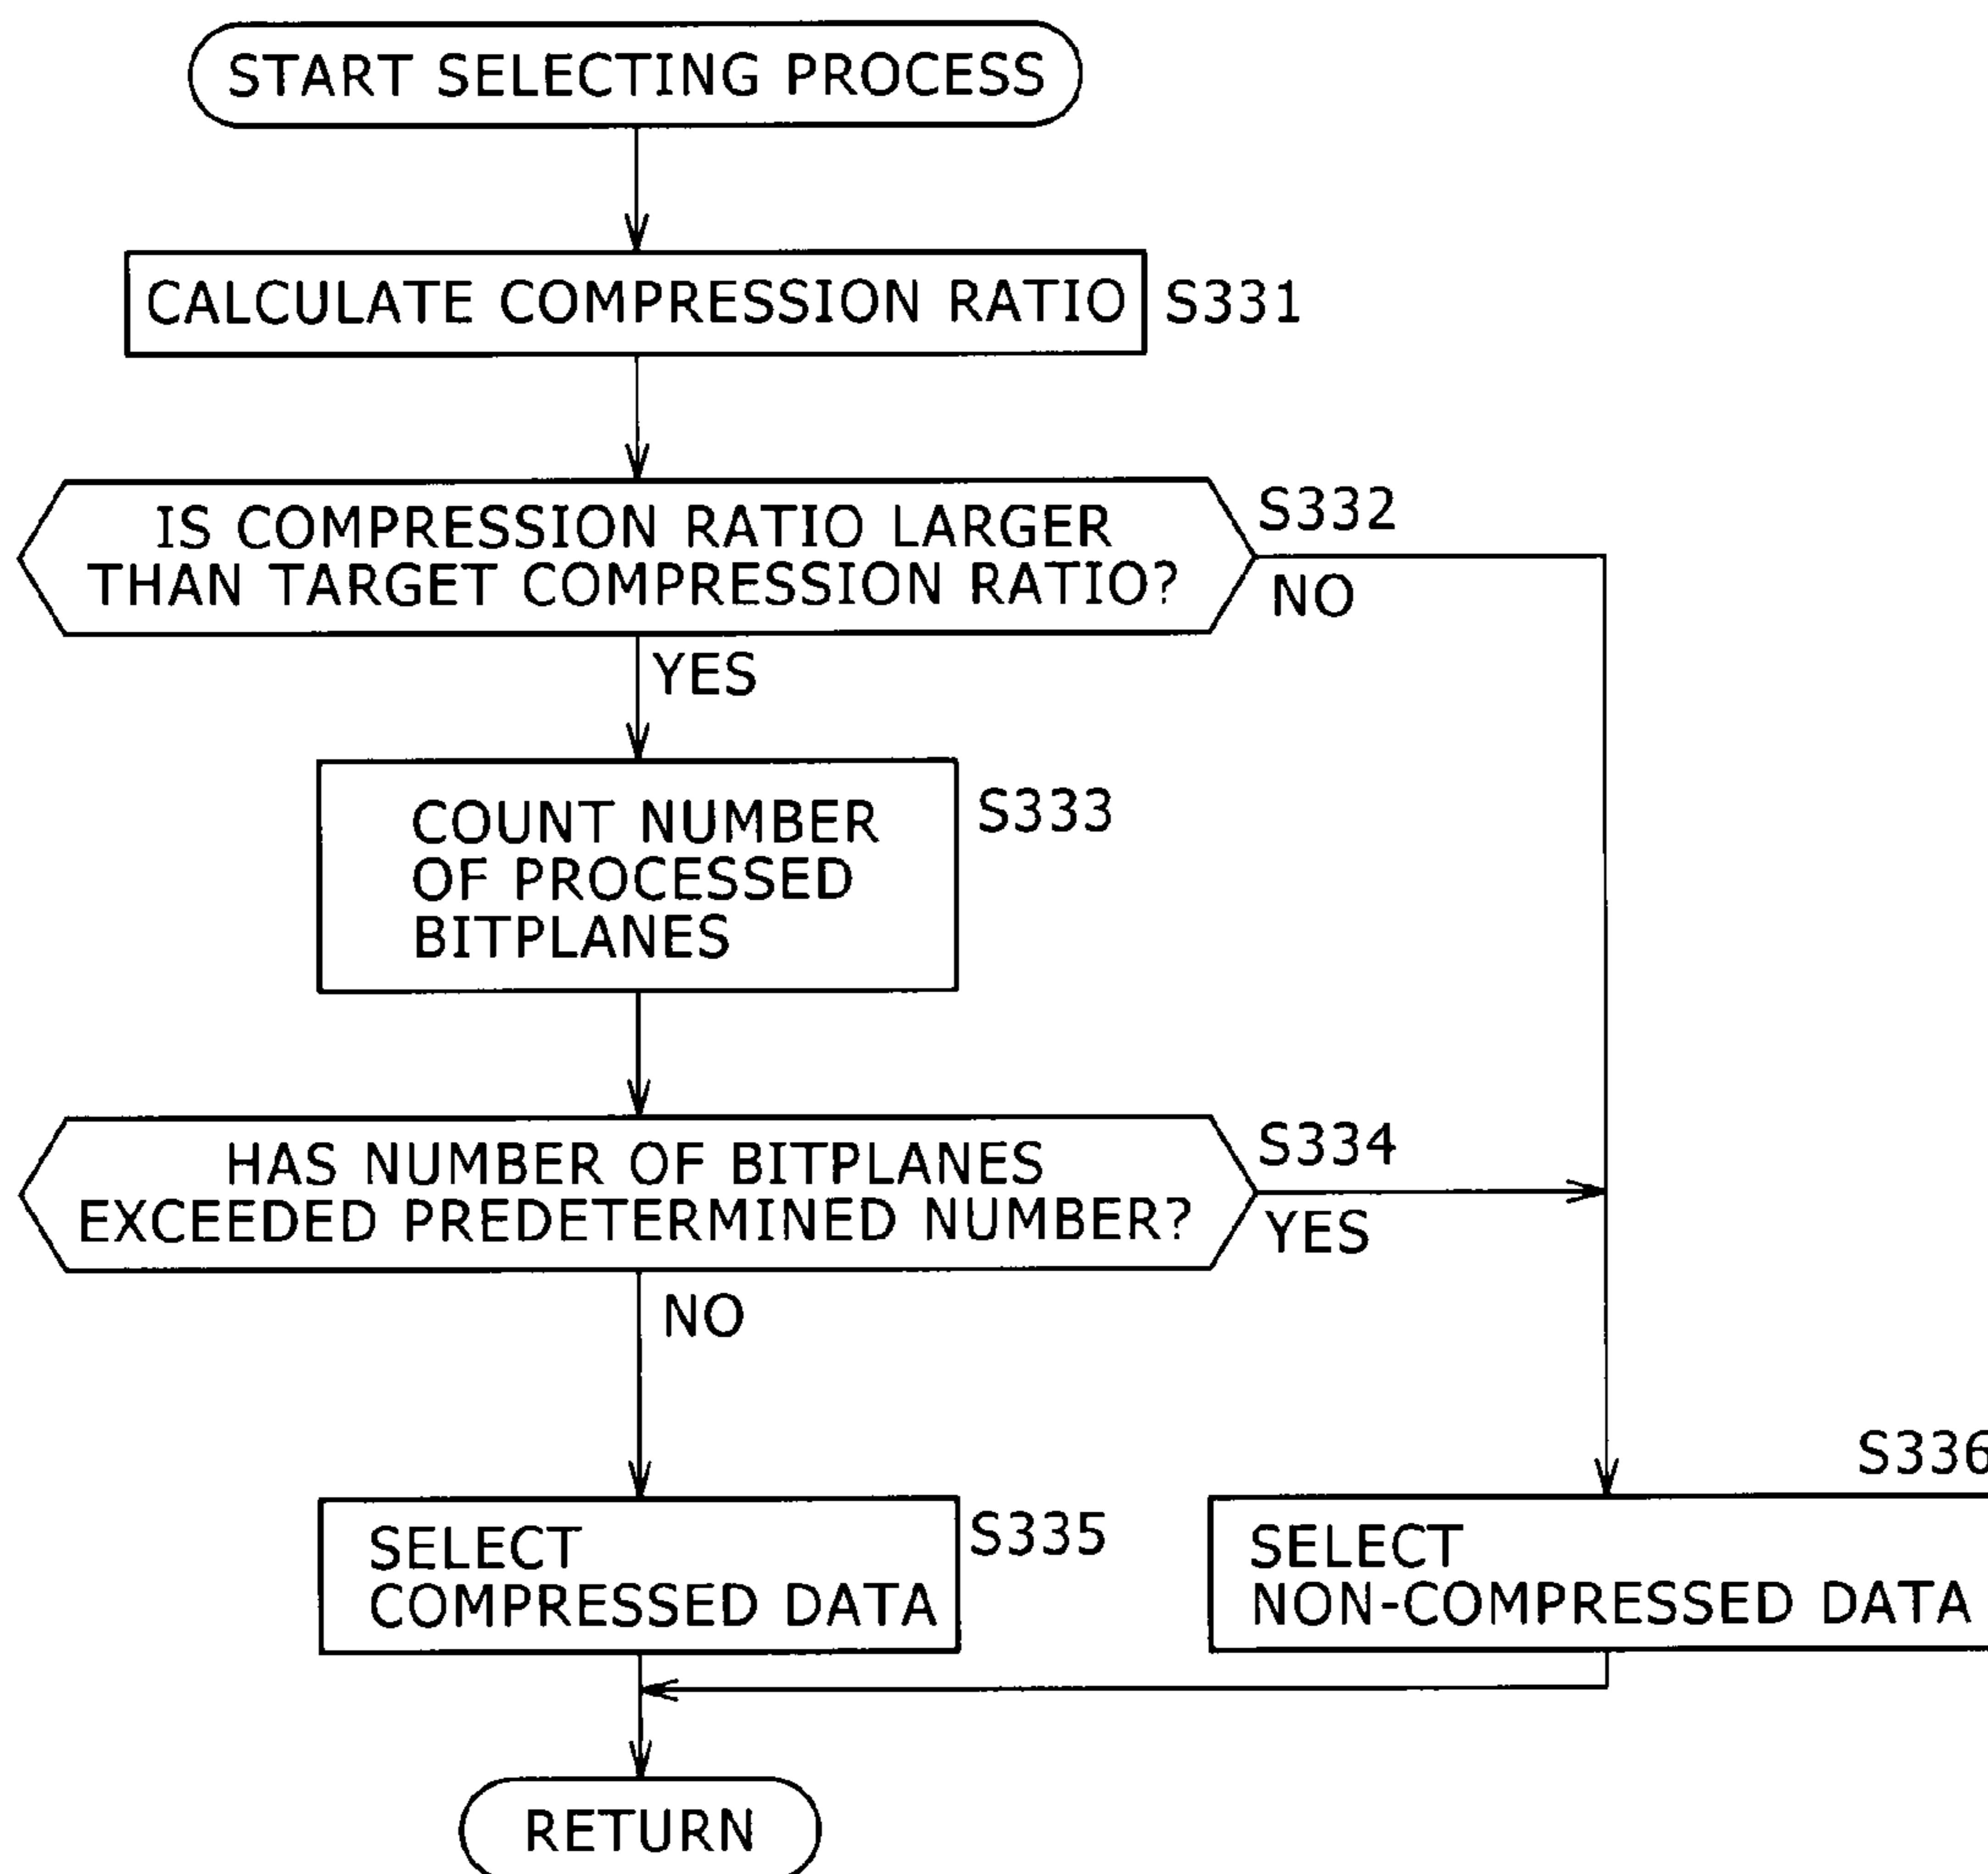 START SELECTING PROCESS
CALCULATE COMPRESSION RATIO
S331
IS COMPRESSION RATIO LARGER
THAN TARGET COMPRESSION RATIO?
S332
NO
YES
COUNT NUMBER
OF PROCESSED
BITPLANES
S333
HAS NUMBER OF BITPLANES
EXCEEDED PREDETERMINED NUMBER?
S334
YES
NO
SELECT
COMPRESSED DATA
S335
S336
SELECT
NON-COMPRESSED DATA
RETURN